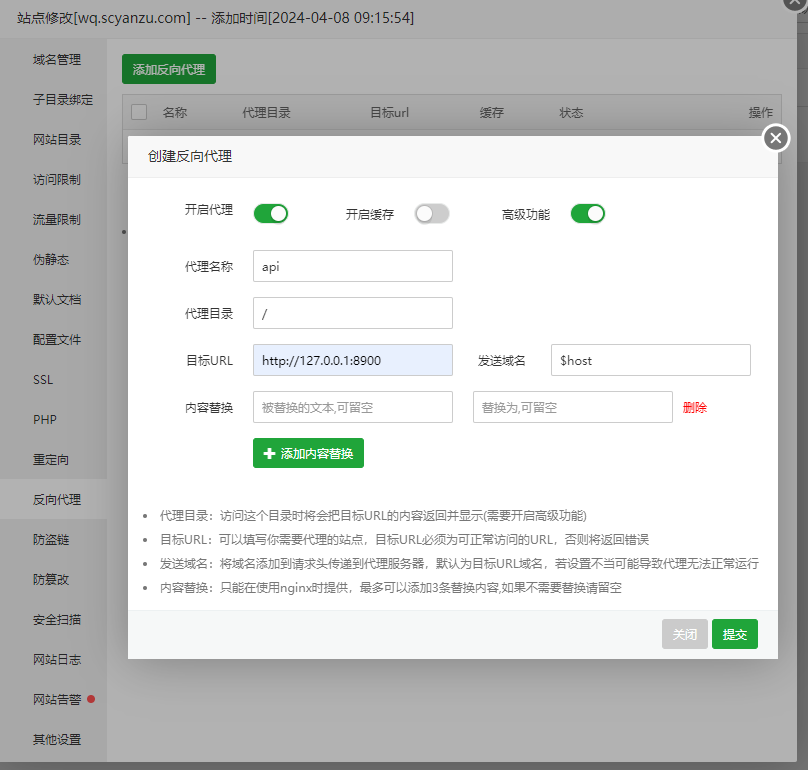 站点修改[wq.scyanzu.com] -- 添加时间[2024-04-08 09:15:54]
域名管理
子目录绑定
网站目录
访问限制
流量限制
伪静态
默认文档
配置文件
SSL
PHP
重定向
反向代理
防盗链
防篡改
安全扫描
网站日志
网站告警
其他设置
添加反向代理
名称 代理目录 目标url 缓存 状态 操作
创建反向代理
开启代理 开启缓存 高级功能
代理名称 api
代理目录 /
目标URL http://127.0.0.1:8900 发送域名 $host
内容替换 被替换的文本,可留空 替换为,可留空 删除
添加内容替换
代理目录：访问这个目录时将会把目标URL的内容返回并显示(需要开启高级功能)
目标URL：可以填写你需要代理的站点，目标URL必须为可正常访问的URL，否则将返回错误
发送域名：将域名添加到请求头传递到代理服务器，默认为目标URL域名，若设置不当可能导致代理无法正常运行
内容替换：只能在使用nginx时提供，最多可以添加3条替换内容,如果不需要替换请留空
关闭 提交